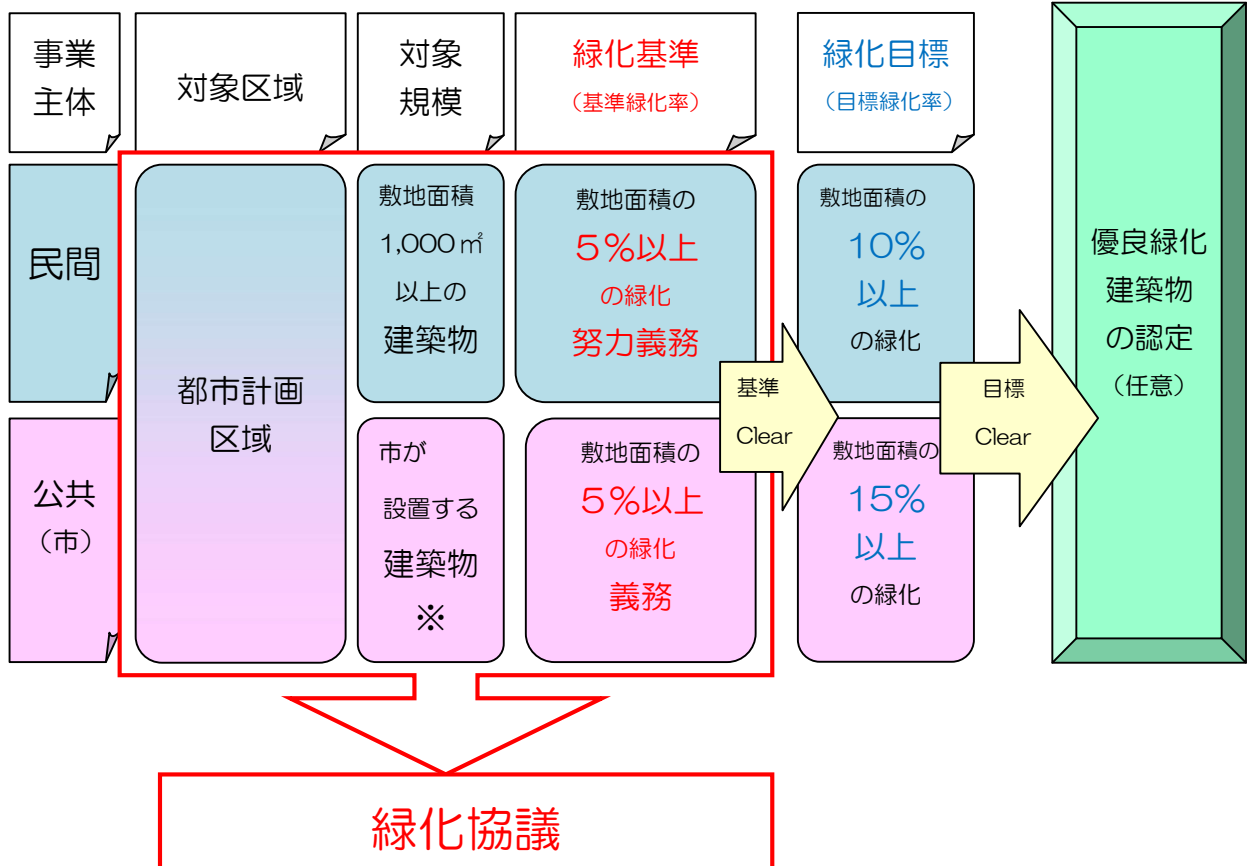 事業
主体
対象区域
対象
規模
緑化基準
（基準緑化率）
緑化目標
（目標緑化率）
民間
都市計画
区域
敷地面積
1,000㎡
以上の
建築物
敷地面積の
５%以上
の緑化
努力義務
基準
Clear
敷地面積の
10%
以上
の緑化
目標
Clear
優良緑化
建築物
の認定
（任意）
公共
（市）
市が
設置する
建築物
※
敷地面積の
５%以上
の緑化
義務
敷地面積の
15%
以上
の緑化
緑化協議